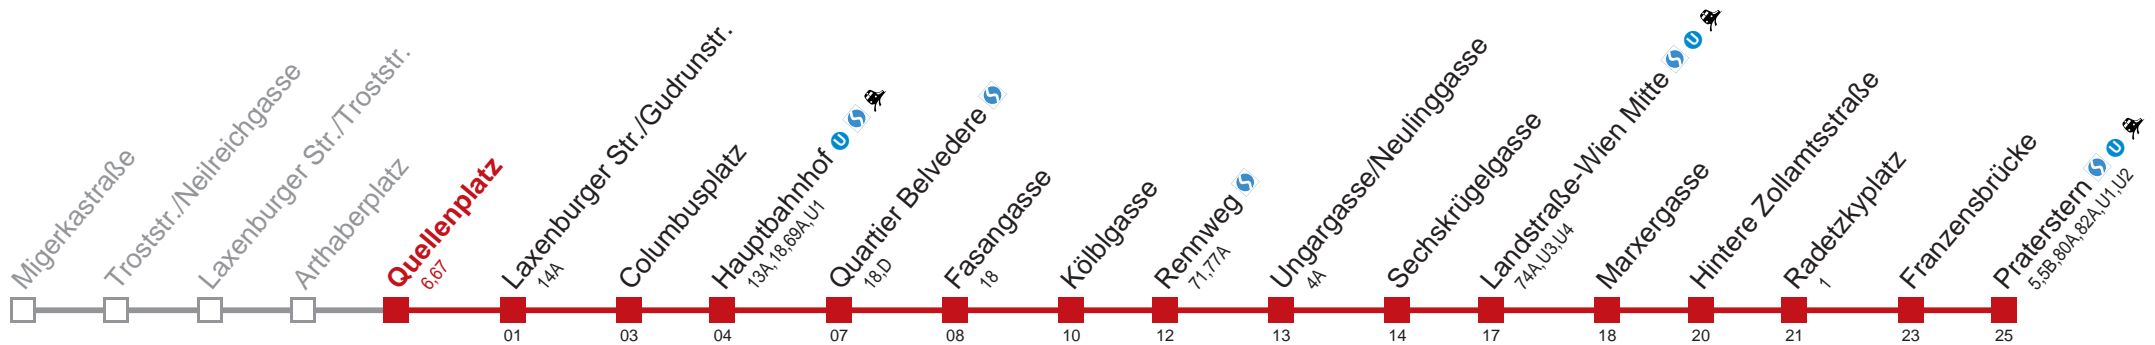 Migerkastraße
Troststr./Neilreichgasse
Laxenburger Str./Troststr.
Arthaberplatz
Quellenplatz
6,67
Laxenburger Str./Gudrunstr.
14A
Columbusplatz
Hauptbahnhof U S
13A,18,69A,U1
Quartier Belvedere S
18,D
Fasangasse
18
Kölblgasse
Rennweg S
71,77A
Ungargasse/Neulinggasse
4A
Sechskrügelgasse
Landstraße-Wien Mitte S U
74A,U3,U4
Marxergasse
Hintere Zollamtsstraße
Radetzkyplatz
1
Franzensbrücke
Praterstern S U
5,5B,80A,82A,U1,U2
01 03 04 07 08 10 12 13 14 17 18 20 21 23 25